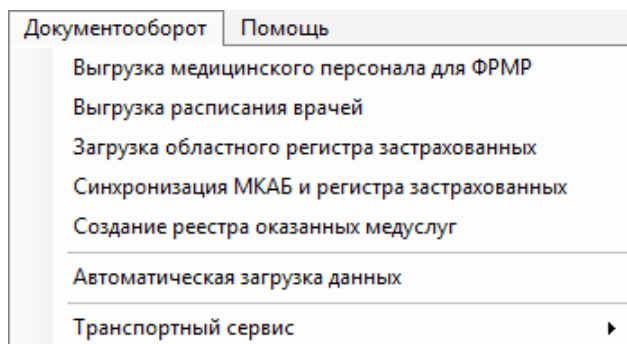 Документооборот Помощь
Выгрузка медицинского персонала для ФРМР
Выгрузка расписания врачей
Загрузка областного регистра застрахованных
Синхронизация МКАБ и регистра застрахованных
Создание реестра оказанных медуслуг
Автоматическая загрузка данных
Транспортный сервис